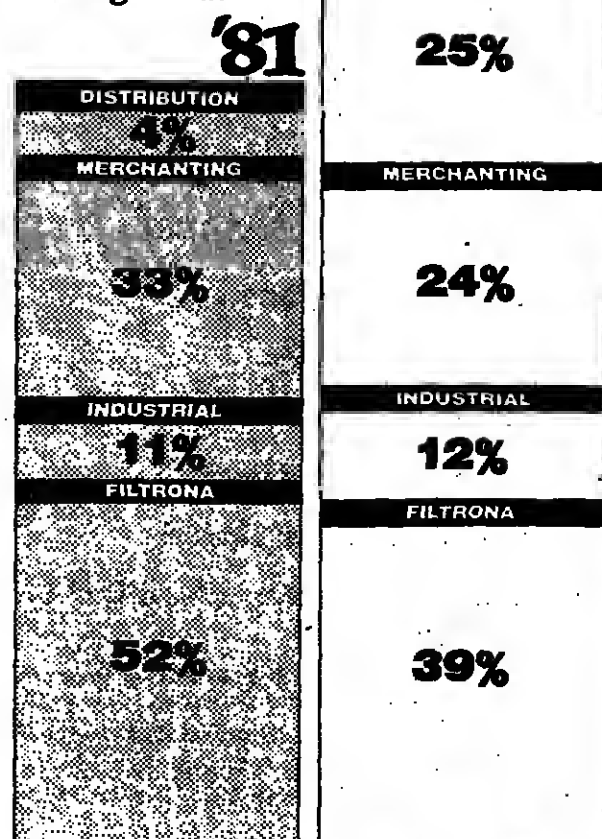 '81
DISTRIBUTION
4%
MERCHANTING
33%
INDUSTRIAL
11%
FILTRONA
52%
25%
MERCHANTING
24%
INDUSTRIAL
12%
FILTRONA
39%